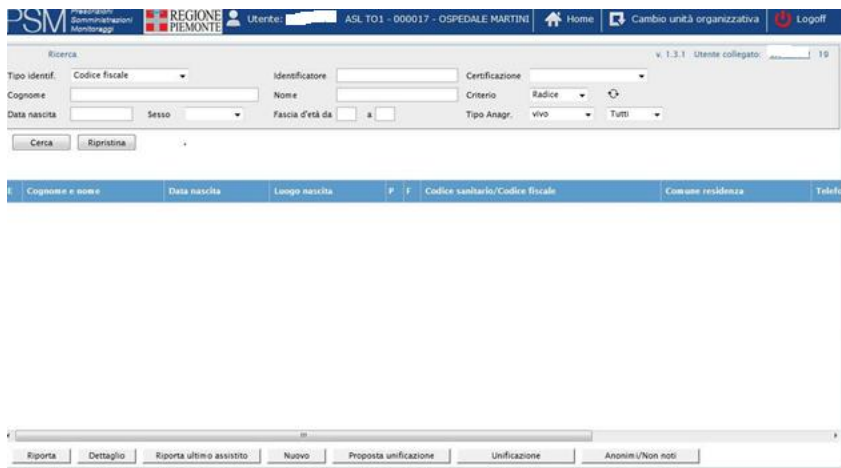 PSM Prescrizioni Somministrazioni Monitoraggi REGIONE PIEMONTE Utente: ASL TO1 - 000017 - OSPEDALE MARTINI Home Cambio unità organizzativa Logoff
Ricerca v. 1.3.1 Utente collegato: 19
Tipo identif. Codice fiscale Identificatore Certificazione
Cognome Nome Criterio Radice
Data nascita Sesso Fascia d'età da a Tipo Anagr. vivo Tutti
Cerca Ripristina
E Cognome e nome Data nascita Luogo nascita P F Codice sanitario/Codice fiscale Comune residenza Telefo
Riporta Dettaglio Riporta ultimo assistito Nuovo Proposta unificazione Unificazione Anonimi/Non noti